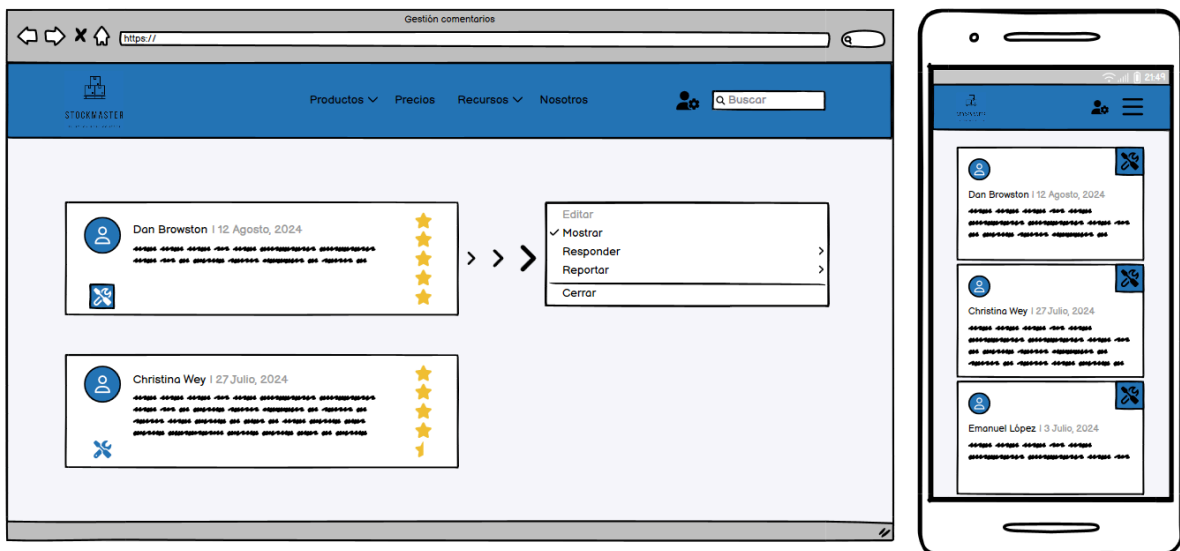 Gestión comentarios
https://
STOCKMASTER
Productos Precios Recursos Nosotros
Buscar
Dan Browston | 12 Agosto, 2024
Editar
Mostrar
Responder
Reportar
Cerrar
Christina Wey | 27 Julio, 2024
21:49
Dan Browston | 12 Agosto, 2024
Christina Wey | 27 Julio, 2024
Emanuel López | 3 Julio, 2024